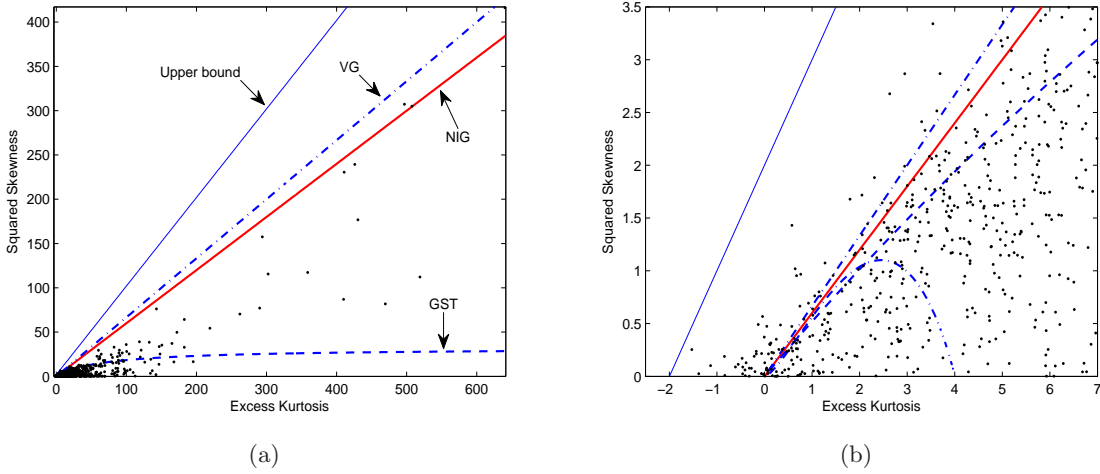 400
350
300
250
200
150
100
50
0
Squared Skewness
Upper bound
VG
NIG
GST
0 100 200 300 400 500 600
Excess Kurtosis
(a)
3.5
3
2.5
2
1.5
1
0.5
0
Squared Skewness
−2 −1 0 1 2 3 4 5 6 7
Excess Kurtosis
(b)